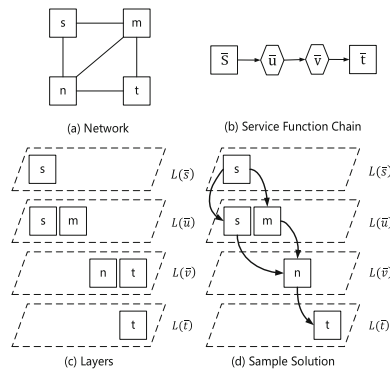 s m
n t
(a) Network
s̅ u̅ v̅ t̅
(b) Service Function Chain
s L(s̅)
s m L(u̅)
n t L(v̅)
t L(t̅)
(c) Layers
s L(s̅)
s m L(u̅)
n L(v̅)
t L(t̅)
(d) Sample Solution